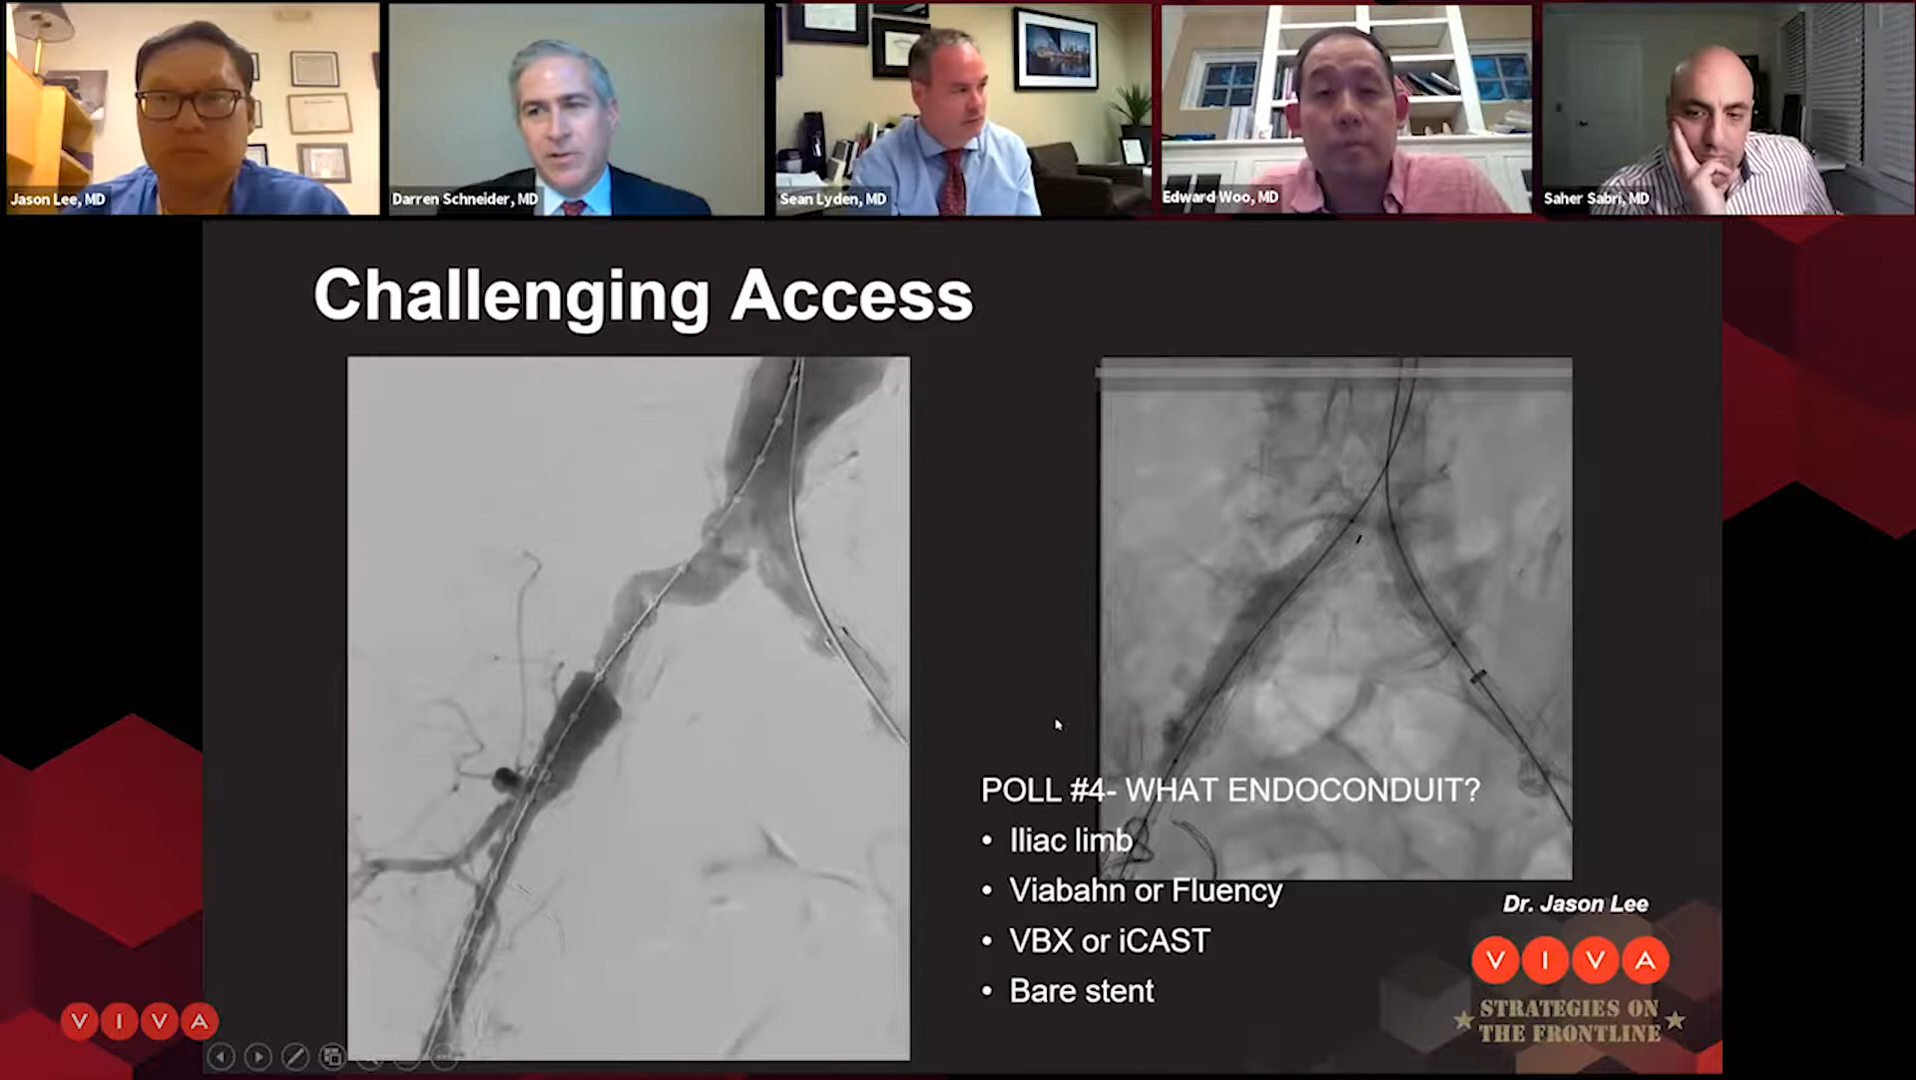 Jason Lee, MD
Darren Schneider, MD
Sean Lyden, MD
Edward Woo, MD
Saher Sabri, MD
Challenging Access
POLL #4- WHAT ENDOCONDUIT?
• Iliac limb
• Viabahn or Fluency
• VBX or iCAST
• Bare stent
Dr. Jason Lee
VIVA
STRATEGIES ON
THE FRONTLINE
VIVA